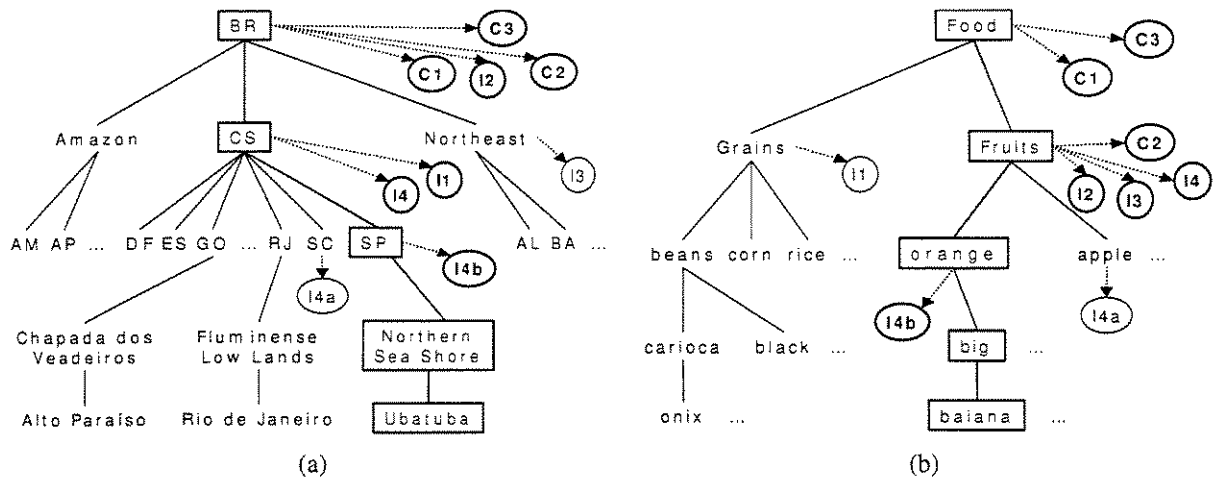 BR
C3
C1
I2
C2
Amazon
CS
Northeast
I4
I1
I3
AM AP ... DF ES GO ... RJ SC SP AL BA ...
I4b
I4a
Chapada dos
Veadeiros
Fluminense
Low Lands
Northern
Sea Shore
Alto Paraíso
Rio de Janeiro
Ubatuba
(a)
Food
C3
C1
Grains
Fruits
C2
I1
I2
I3
I4
beans corn rice ... orange apple ...
I4b
I4a
carioca black ... big ...
onix ... baiana ...
(b)